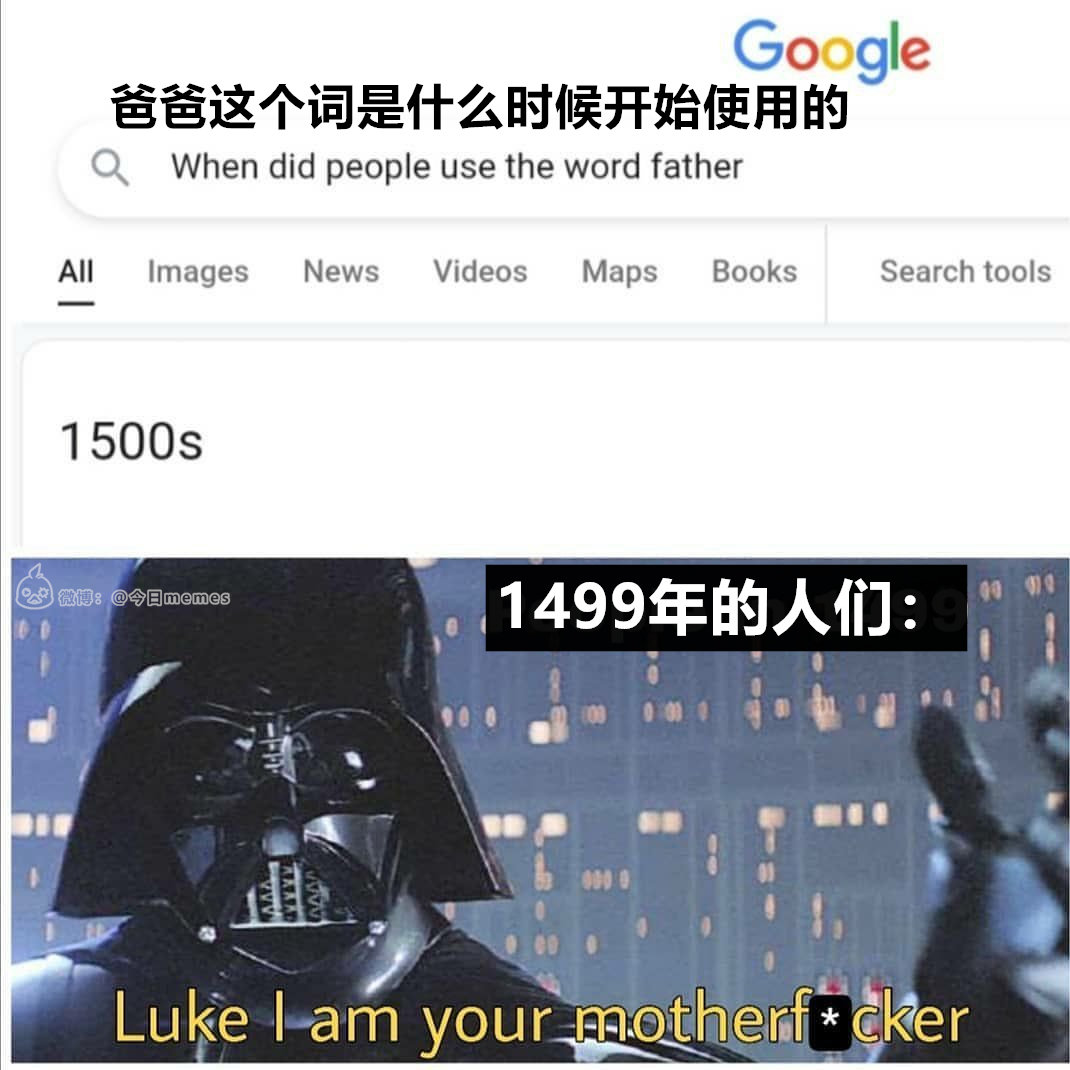 Google
爸爸这个词是什么时候开始使用的
When did people use the word father
All Images News Videos Maps Books Search tools
1500s
微博：@今日memes
1499年的人们：
Luke I am your motherf*cker